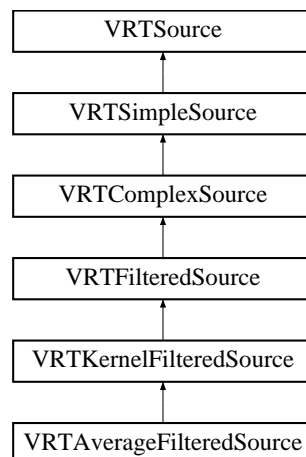 VRTSource
VRTSimpleSource
VRTComplexSource
VRTFilteredSource
VRTKernelFilteredSource
VRTAverageFilteredSource